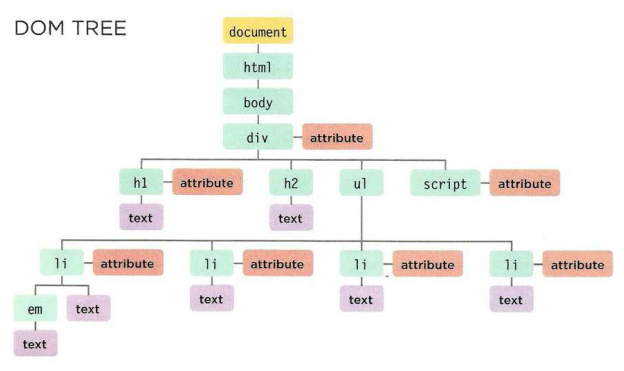 DOM TREE
document
html
body
div attribute
h1 attribute h2 ul script attribute
text text
li attribute li attribute li attribute li attribute
em text text text text
text